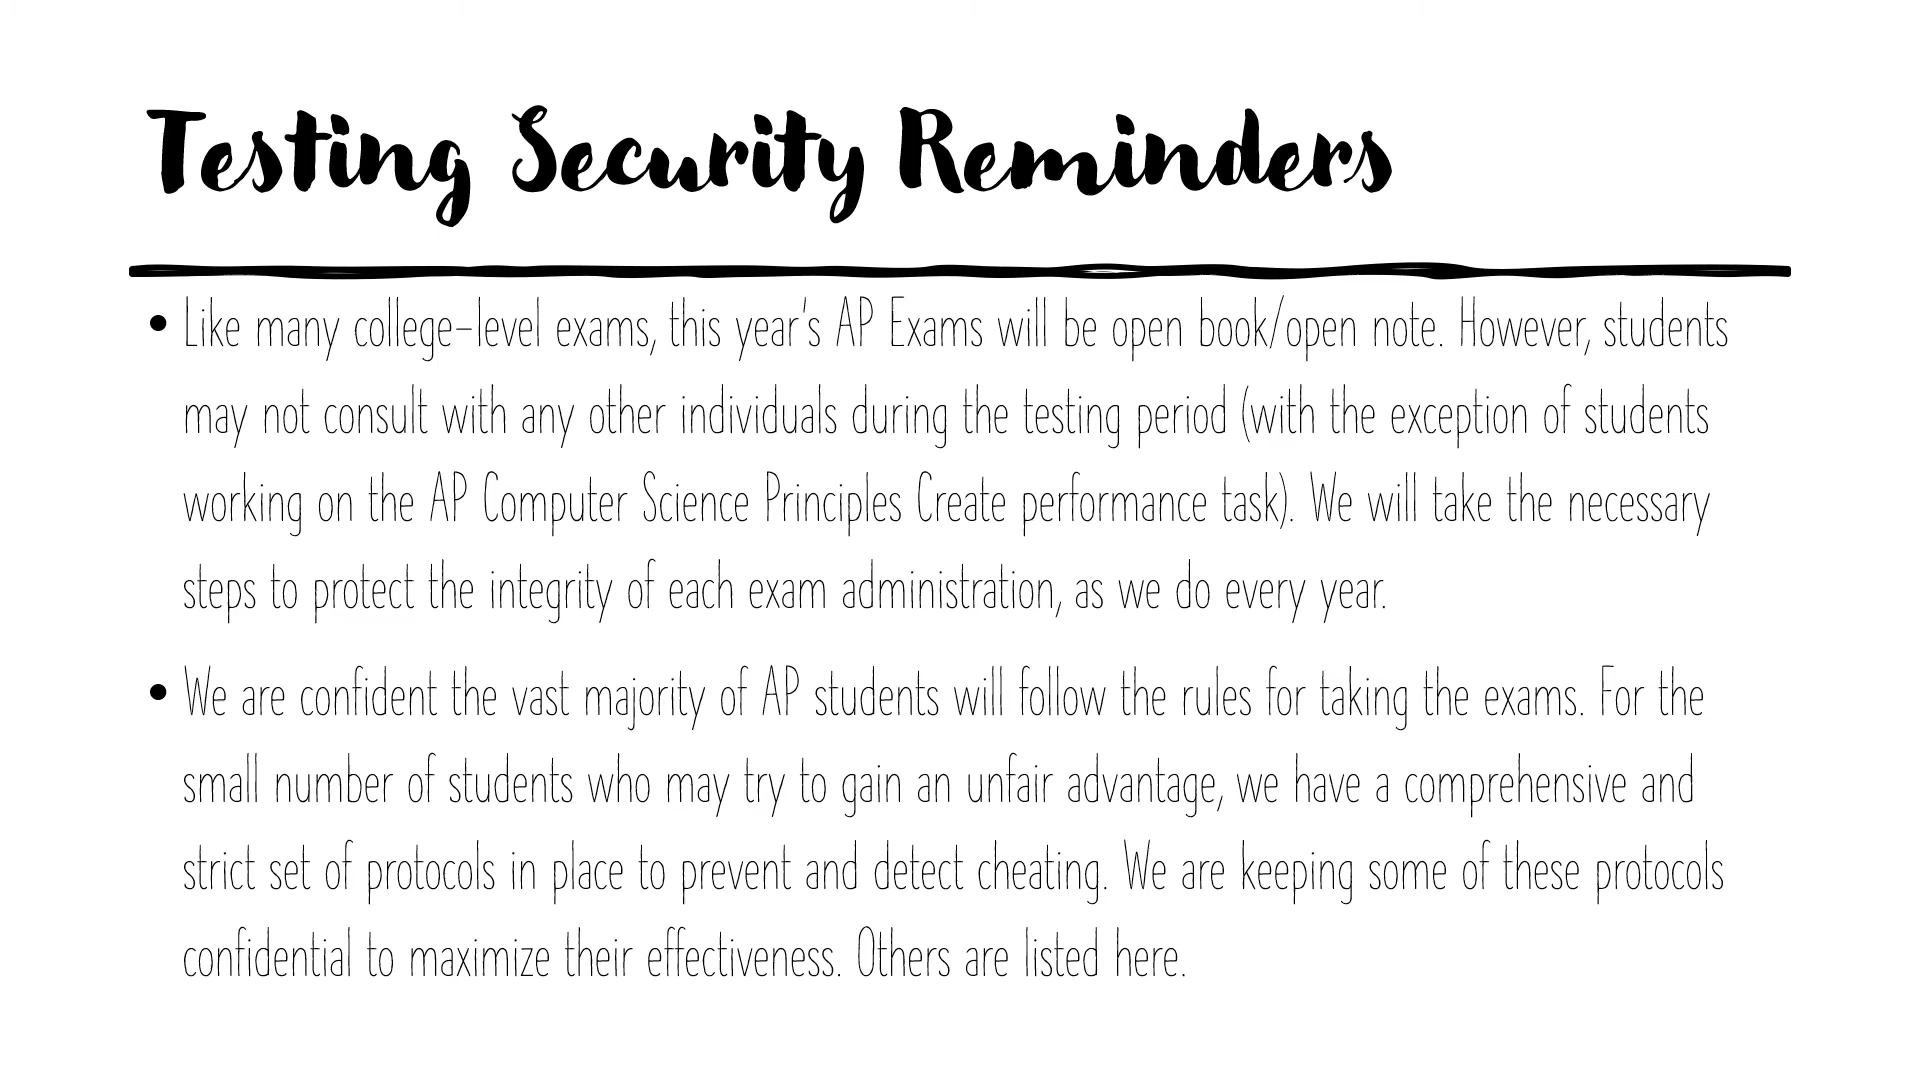 Testing Security Reminders
• Like many college-level exams, this year's AP Exams will be open book/open note. However, students
may not consult with any other individuals during the testing period (with the exception of students
working on the AP Computer Science Principles Create performance task). We will take the necessary
steps to protect the integrity of each exam administration, as we do every year.
• We are confident the vast majority of AP students will follow the rules for taking the exams. For the
small number of students who may try to gain an unfair advantage, we have a comprehensive and
strict set of protocols in place to prevent and detect cheating. We are keeping some of these protocols
confidential to maximize their effectiveness. Others are listed here.